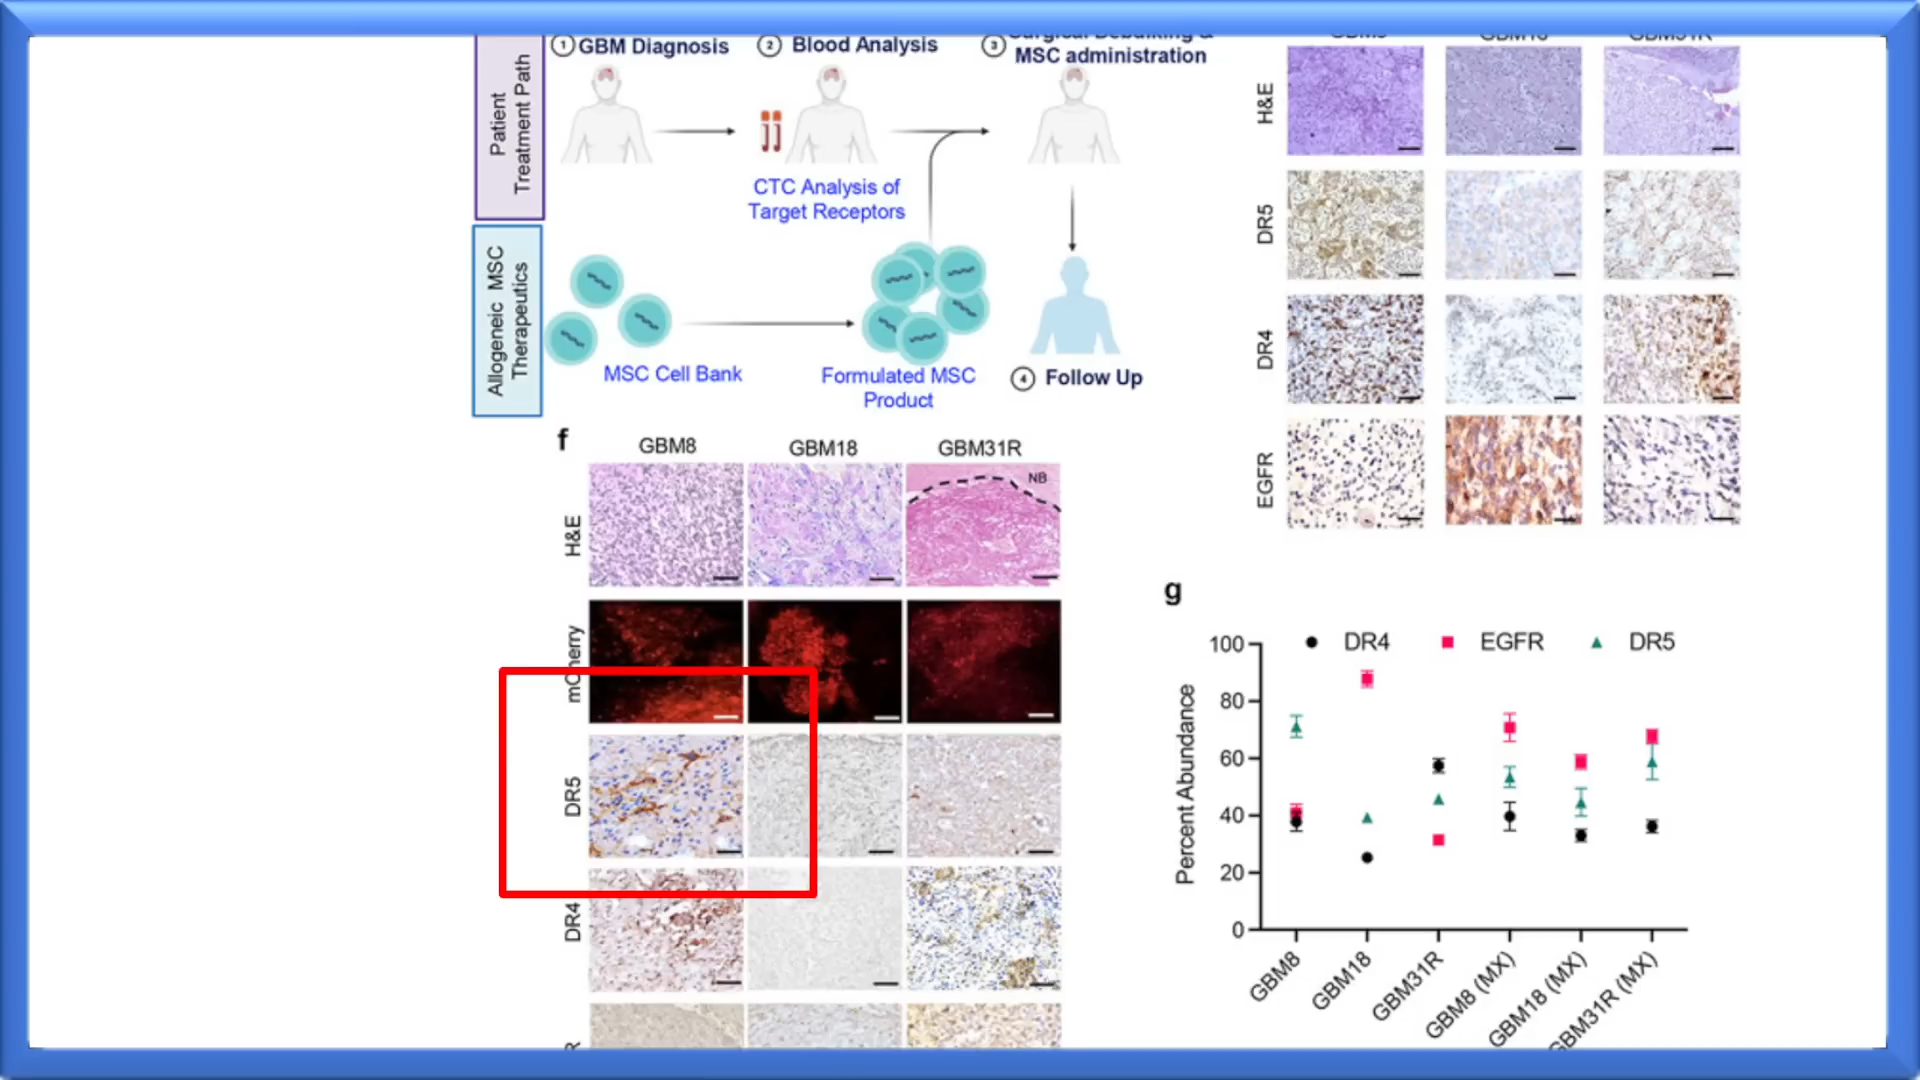 Patient
Treatment Path
1 GBM Diagnosis
2 Blood Analysis
3
MSC administration
CTC Analysis of
Target Receptors
Allogeneic MSC
Therapeutics
MSC Cell Bank
Formulated MSC
Product
4 Follow Up
H&E
DR5
DR4
EGFR
f
GBM8 GBM18 GBM31R
H&E
NB
mCherry
DR5
DR4
R
g
DR4 EGFR DR5
Percent Abundance
100
80
60
40
20
0
GBM8
GBM18
GBM31R
GBM8 (MX)
GBM18 (MX)
GBM31R (MX)